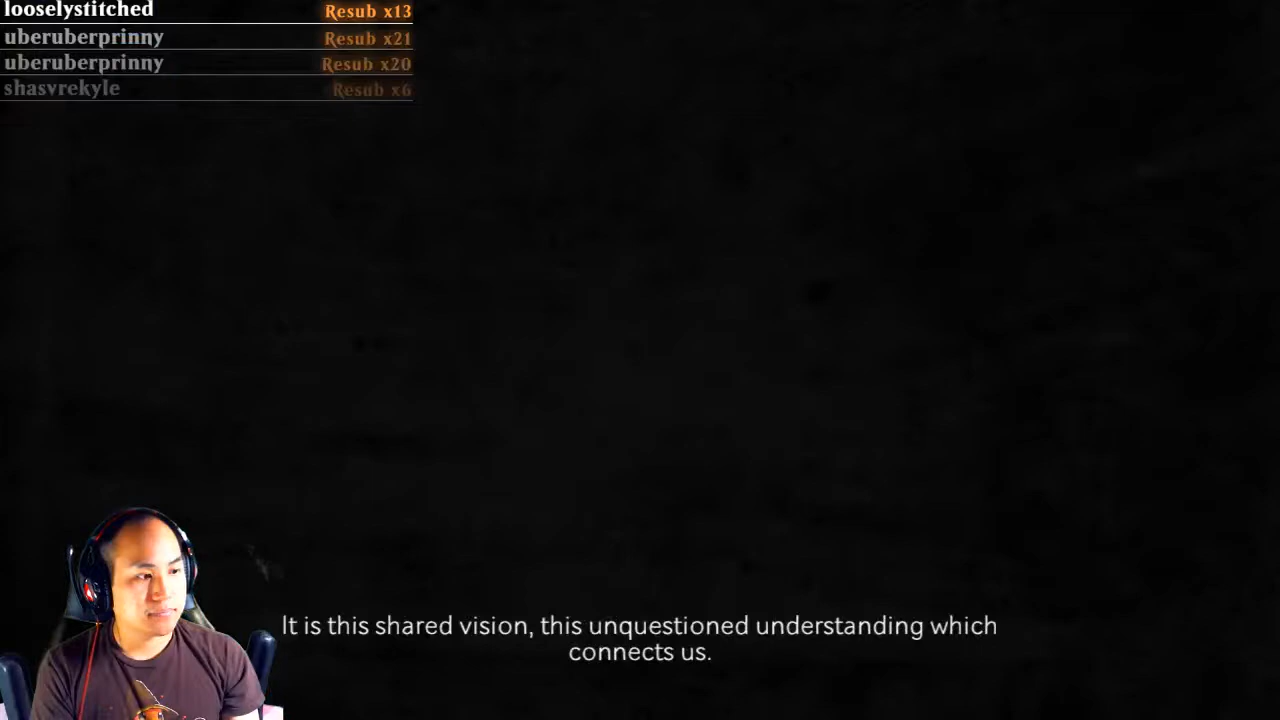 looselystitched Resub x13
uberuberprinny Resub x21
uberuberprinny Resub x20
shasvrekyle Resub x6
It is this shared vision, this unquestioned understanding which
connects us.